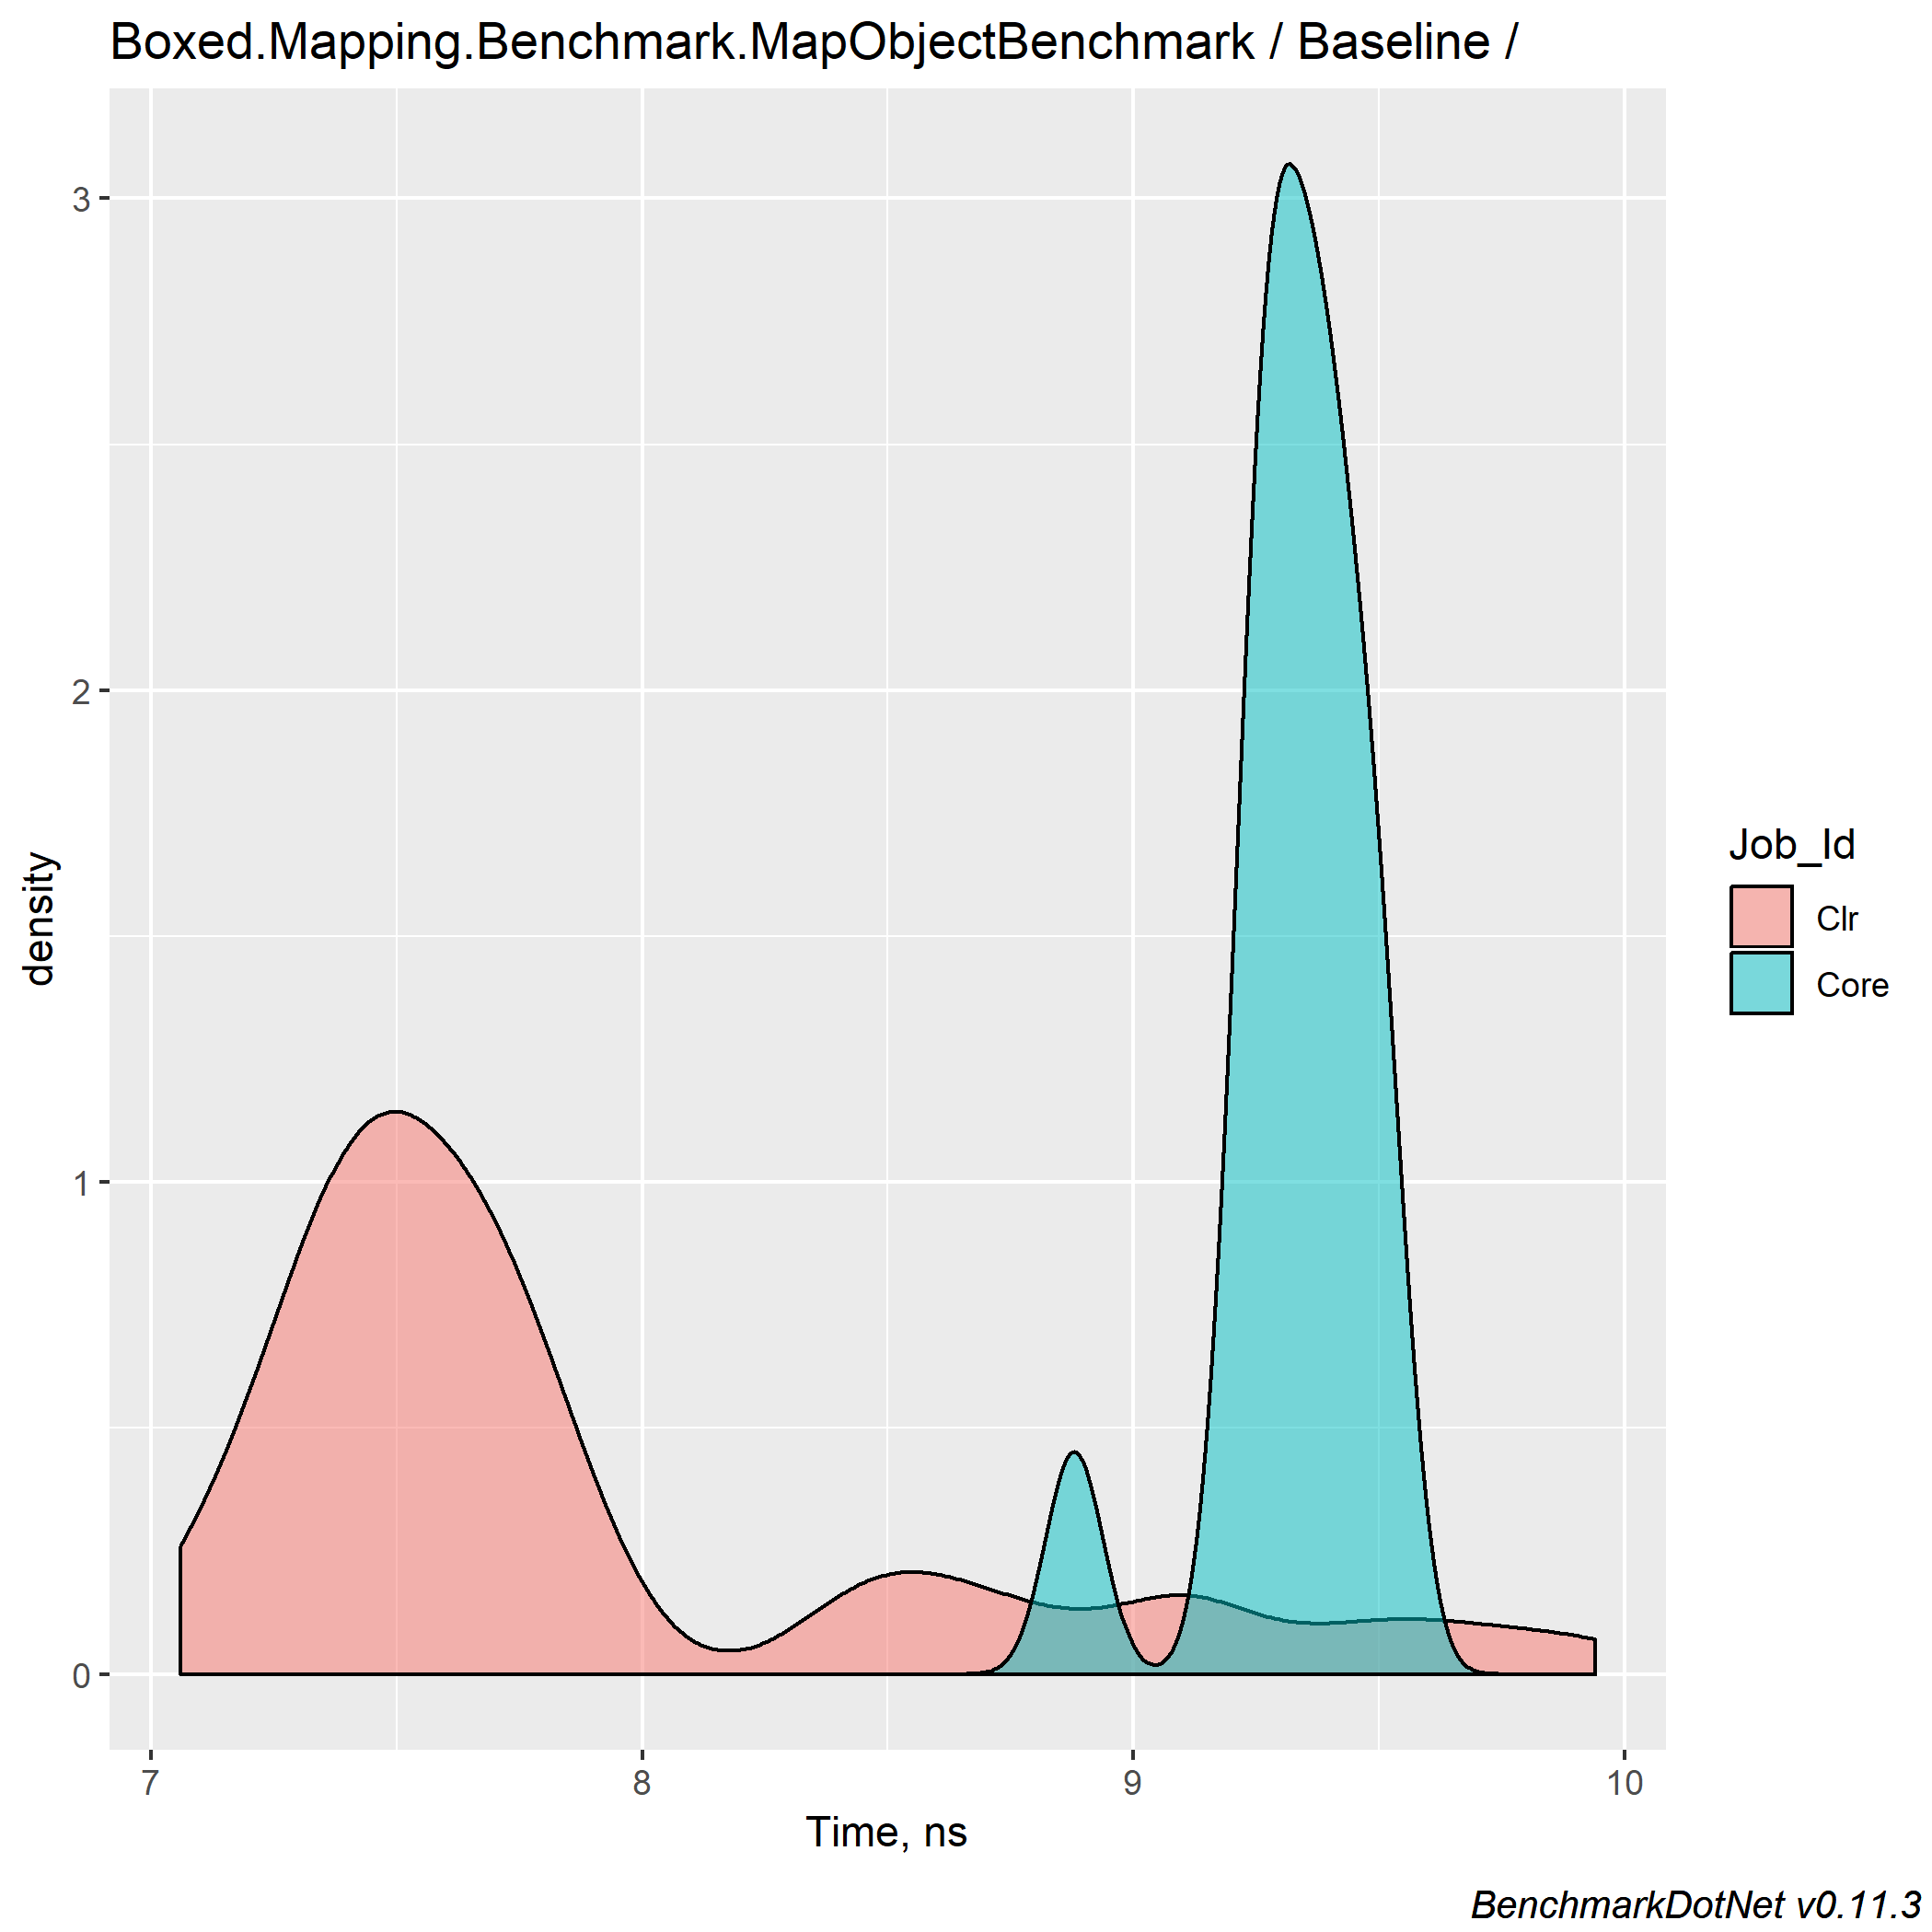 Boxed.Mapping.Benchmark.MapObjectBenchmark / Baseline /
3
2
1
0
density
7 8 9 10
Time, ns
Job_Id
Clr
Core
BenchmarkDotNet v0.11.3